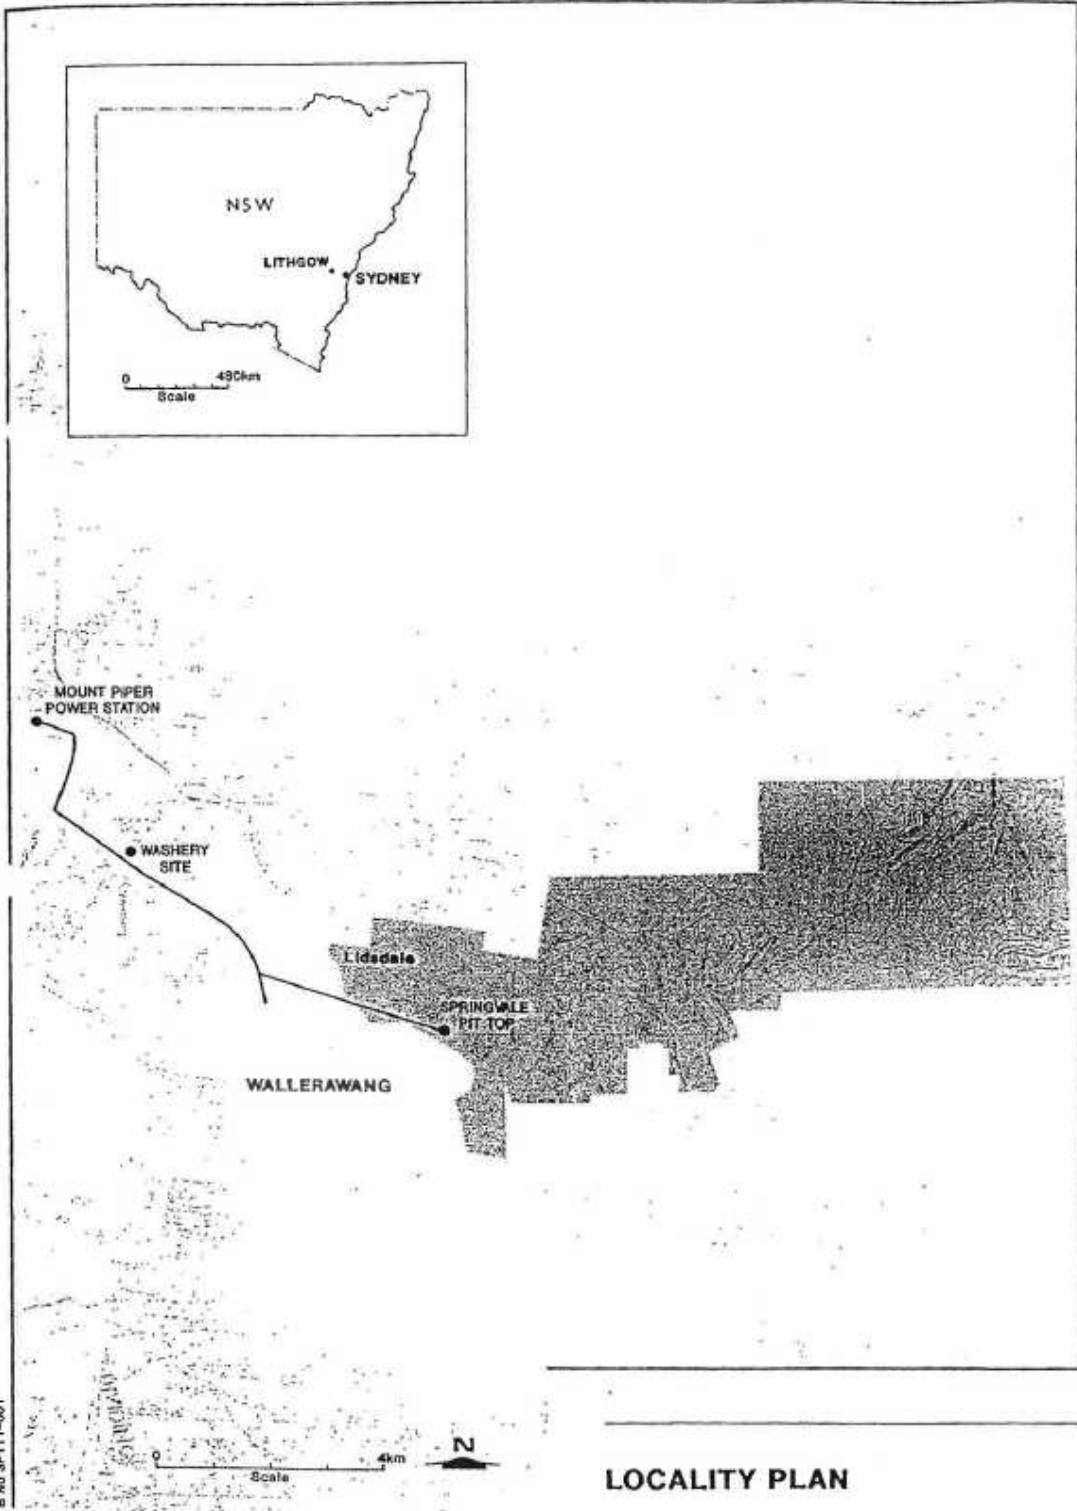 NSW
LITHGOW
SYDNEY
0 480km
Scale
MOUNT PIPER
POWER STATION
WASHERY
SITE
Lidsdale
SPRINGVALE
PIT TOP
WALLERAWANG
0 4km
Scale
N
LOCALITY PLAN